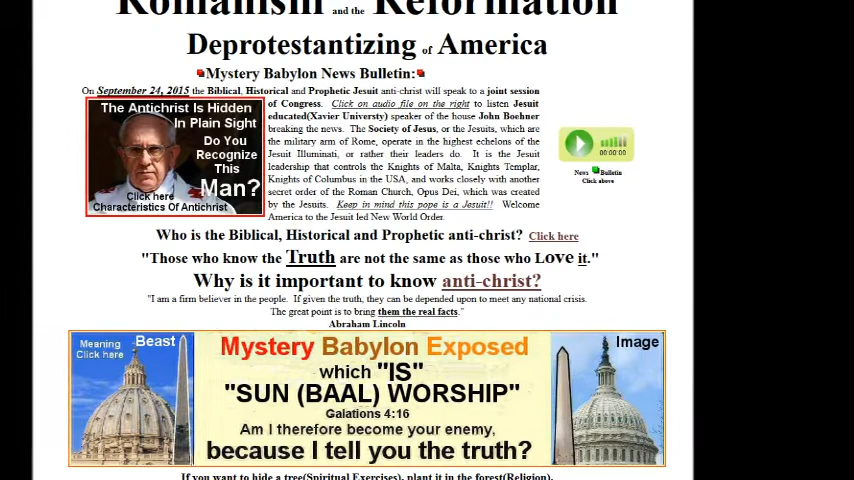 Romanism and the Reformation
Deprotestantizing of America
Mystery Babylon News Bulletin:
On September 24, 2015 the Biblical, Historical and Prophetic Jesuit anti-christ will speak to a joint session
of Congress. Click on audio file on the right to listen Jesuit
educated(Xavier Universty) speaker of the house John Boehner
breaking the news. The Society of Jesus, or the Jesuits, which are
the military arm of Rome, operate in the highest echelons of the
Jesuit Illuminati, or rather their leaders do. It is the Jesuit
leadership that controls the Knights of Malta, Knights Templar,
Knights of Columbus in the USA, and works closely with another
secret order of the Roman Church, Opus Dei, which was created
by the Jesuits. Keep in mind this pope is a Jesuit!! Welcome
America to the Jesuit led New World Order.
The Antichrist Is Hidden
In Plain Sight
Do You
Recognize
This
Man?
Click here
Characteristics Of Antichrist
00:00:00
News Bulletin
Click above
Who is the Biblical, Historical and Prophetic anti-christ? Click here
"Those who know the Truth are not the same as those who Love it."
Why is it important to know anti-christ?
"I am a firm believer in the people. If given the truth, they can be depended upon to meet any national crisis.
The great point is to bring them the real facts."
Abraham Lincoln
Meaning
Click here
Beast
Mystery Babylon Exposed
which "IS"
"SUN (BAAL) WORSHIP"
Galations 4:16
Am I therefore become your enemy,
because I tell you the truth?
Image
If you want to hide a tree(Spiritual Exercises), plant it in the forest(Religion).